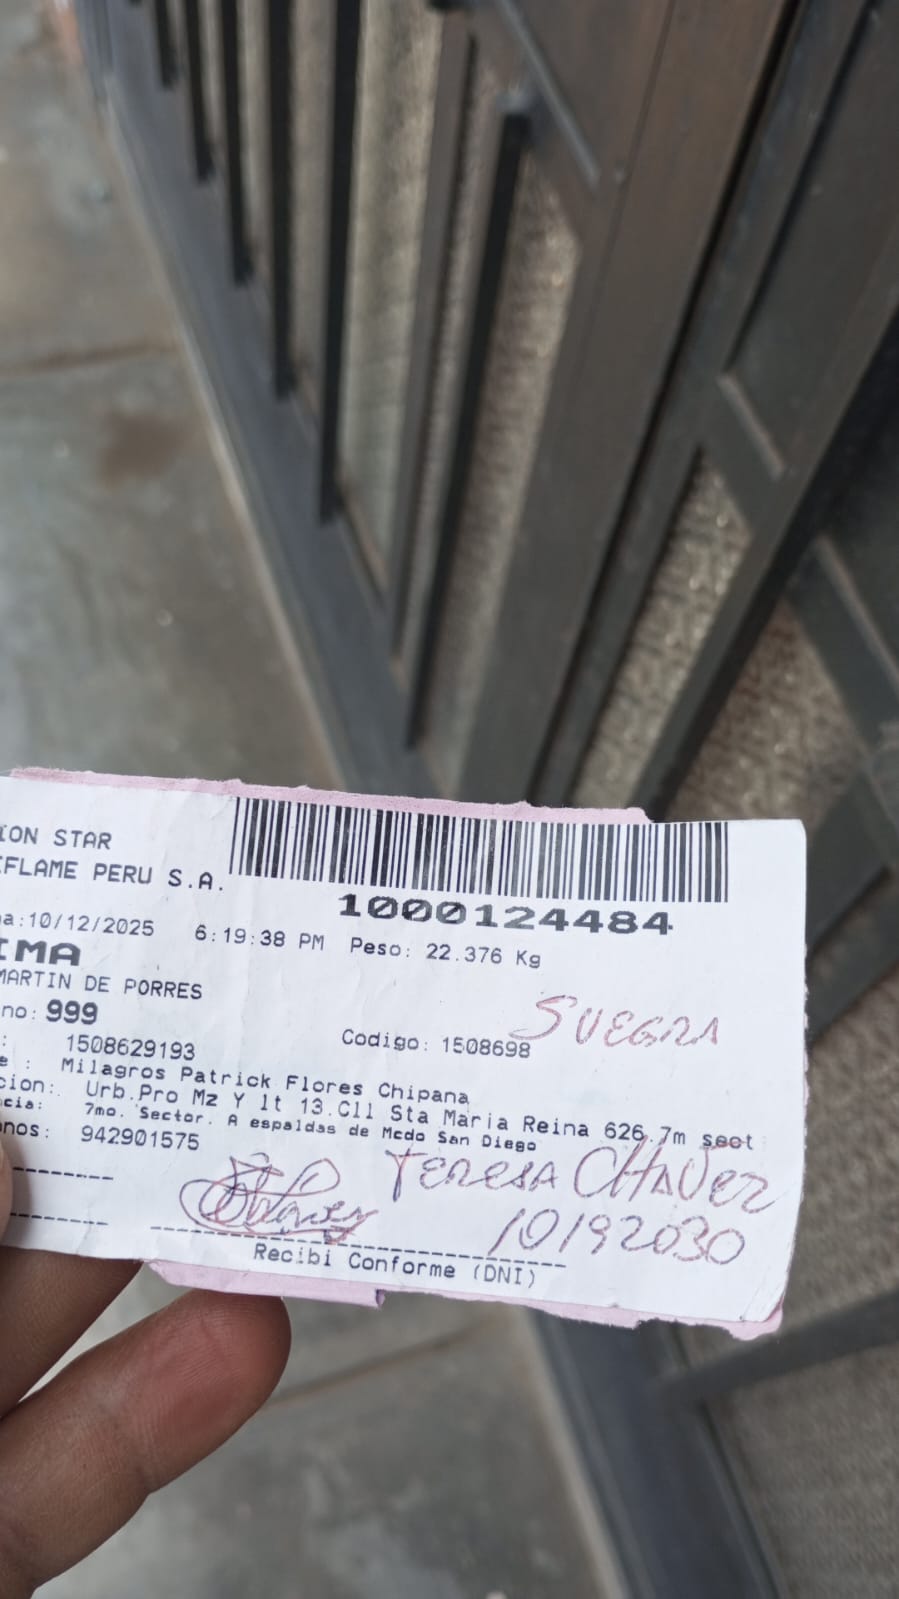 ION STAR
FLAME PERU S.A.
1000124484
a:10/12/2025 6:19:38 PM Peso: 22.376 Kg
IMA
MARTIN DE PORRES
no: 999
SUEGRA
: 1508629193 Codigo: 1508698
e : Milagros Patrick Flores Chipana
cion: Urb.Pro Mz Y lt 13.Cll Sta Maria Reina 626.7m sect
cia: 7mo. Sector. A espaldas de Mcdo San Diego
onos: 942901575
TERESA CHAVEZ
10192030
Recibi Conforme (DNI)